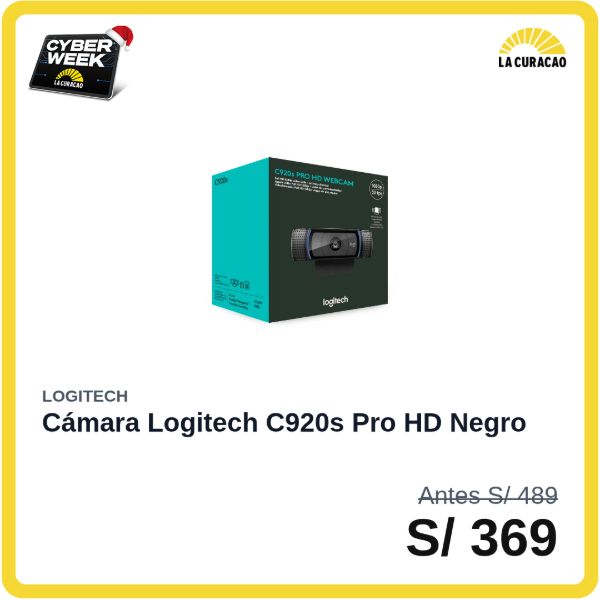 CYBER
WEEK
LA CURACAO
LA CURACAO
C920s
C920s PRO HD WEBCAM
logitech
LOGITECH
Cámara Logitech C920s Pro HD Negro
Antes S/ 489
S/ 369